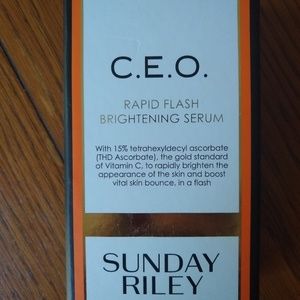 C.E.O.
RAPID FLASH
BRIGHTENING SERUM
With 15% tetrahexyldecyl ascorbate
(THD Ascorbate), the gold standard
of Vitamin C, to rapidly brighten the
appearance of the skin and boost
vital skin bounce, in a flash
SUNDAY
RILEY